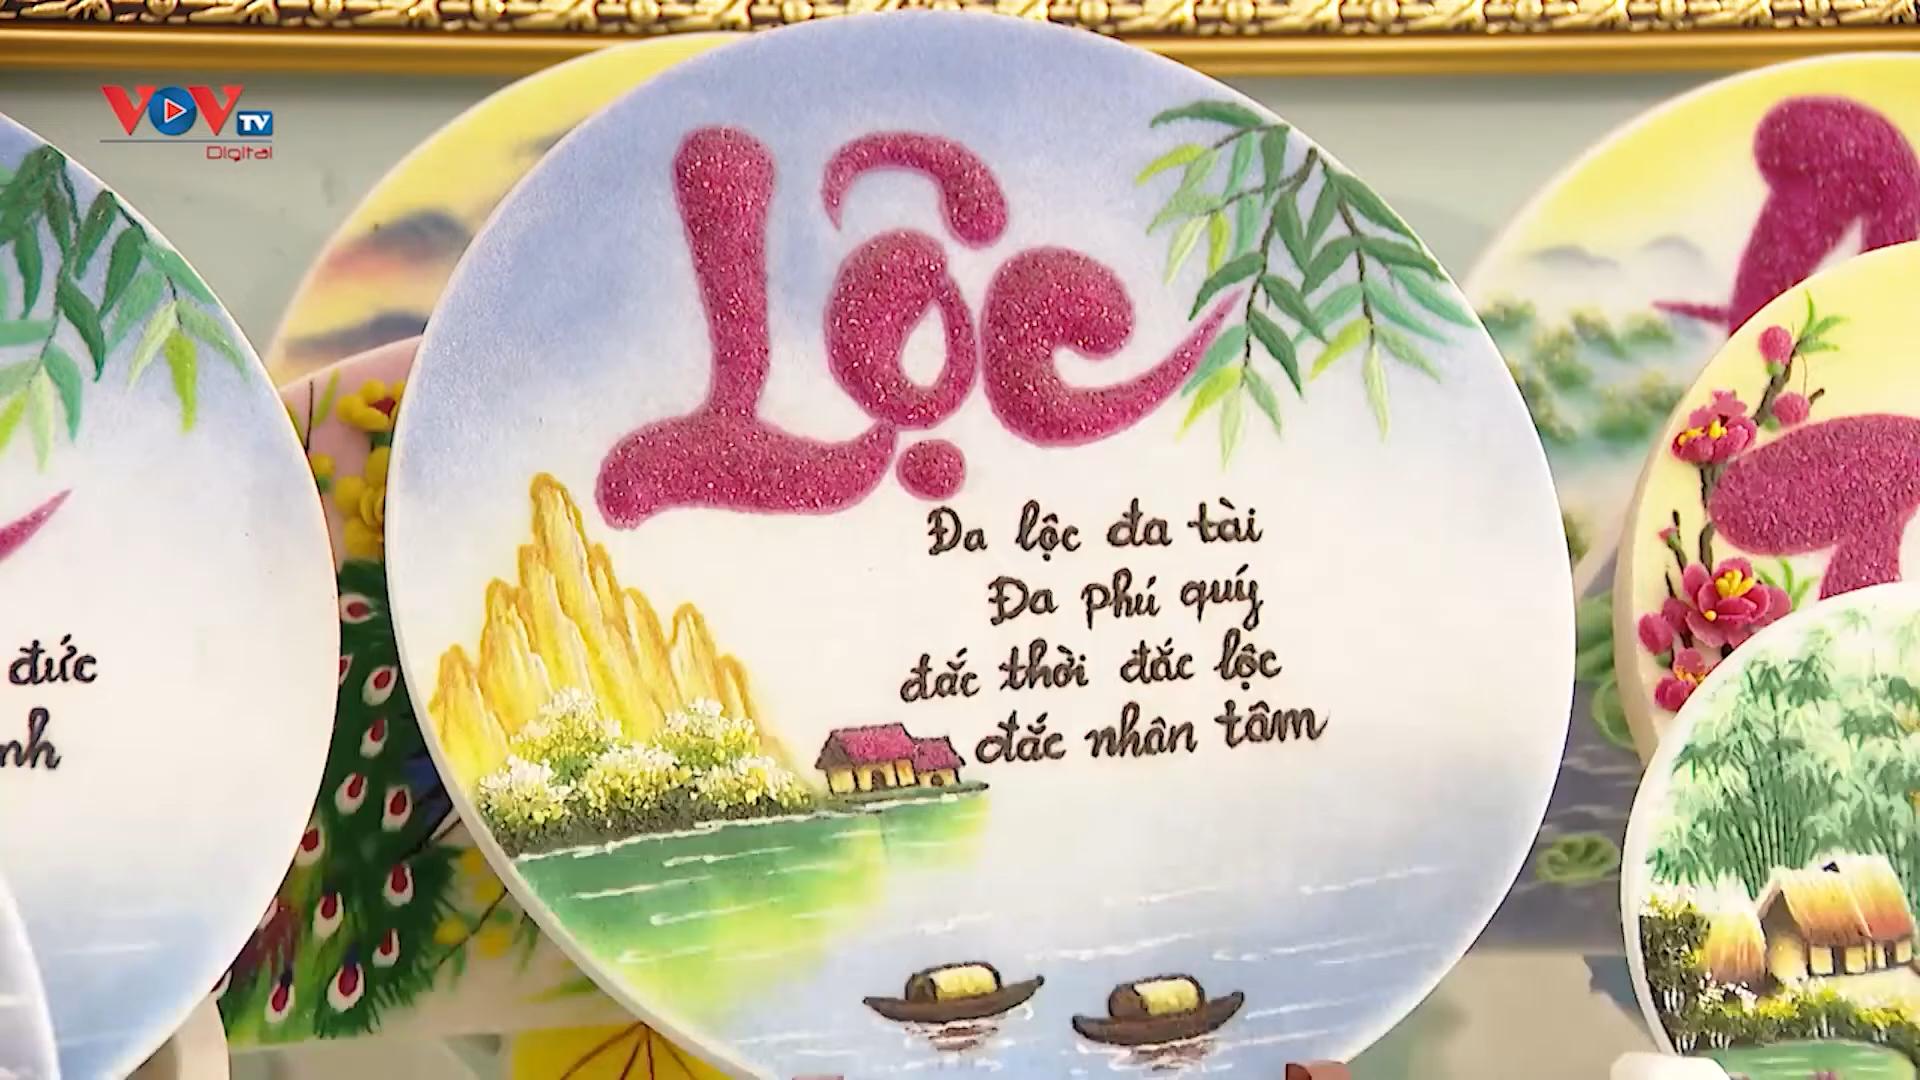 VOV TV
Digital
Lộc
Đa lộc đa tài
Đa phú quý
đắc thời đắc lộc
đắc nhân tâm
đức